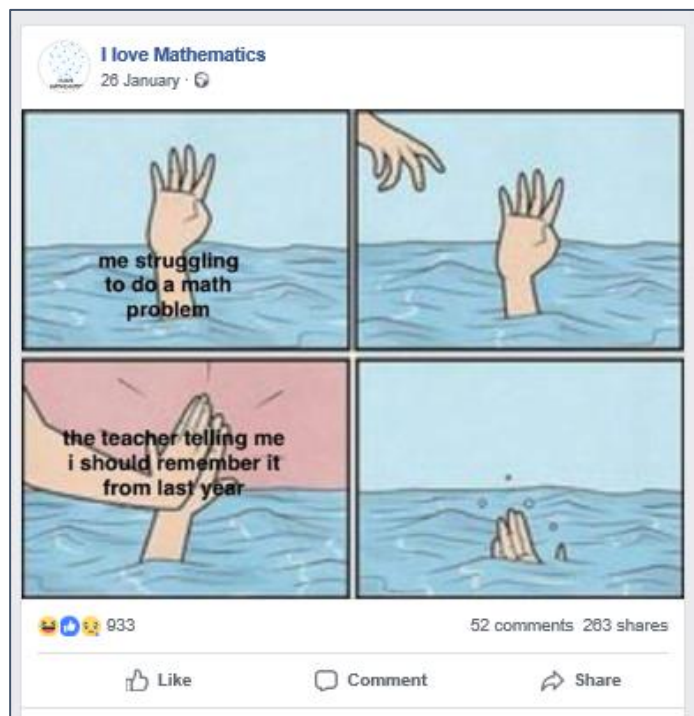 I love Mathematics
26 January ·
me struggling
to do a math
problem
the teacher telling me
i should remember it
from last year
933
52 comments 263 shares
Like
Comment
Share